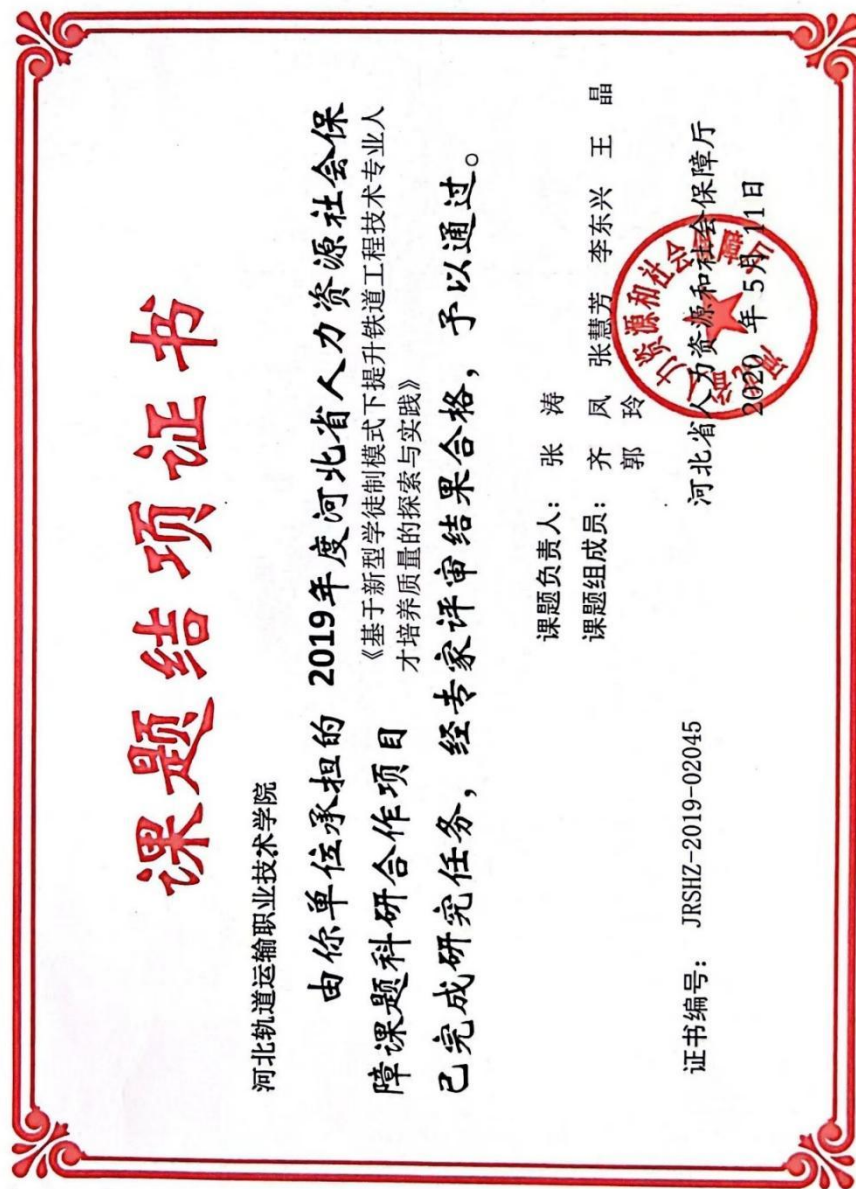 课题结项证书
河北轨道运输职业技术学院
由你单位承担的 2019年度河北省人力资源社会保
障课题科研合作项目
《基于新型学徒制模式下提升铁道工程技术专业人
才培养质量的探索与实践》
已完成研究任务，经专家评审结果合格，予以通过。
课题负责人： 张 涛
课题组成员： 齐 凤 张慧芳 李东兴 王 晶
郭 玲
证书编号： JRSHZ-2019-02045
河北省人力资源和社会保障厅
2020 年 5月 11日